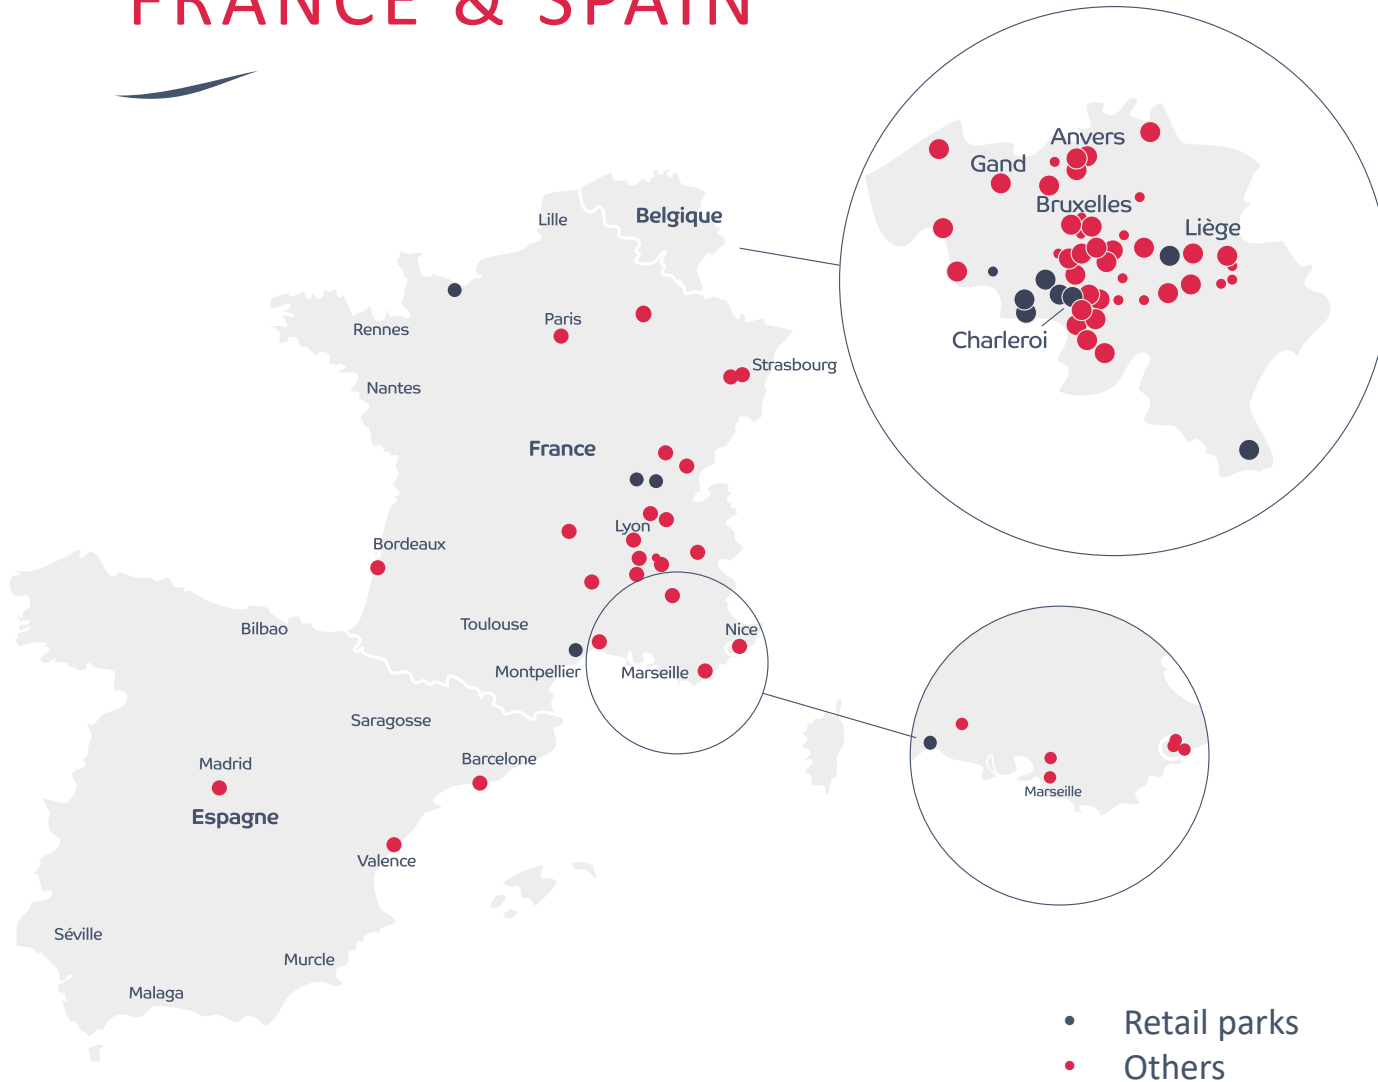 FRANCE & SPAIN
Anvers
Gand
Bruxelles
Liège
Charleroi
Lille
Belgique
Rennes
Paris
Strasbourg
Nantes
France
Lyon
Bordeaux
Bilbao
Toulouse
Nice
Montpellier
Marseille
Saragosse
Barcelone
Madrid
Espagne
Valence
Marseille
Séville
Murcle
Malaga
Retail parks
Others